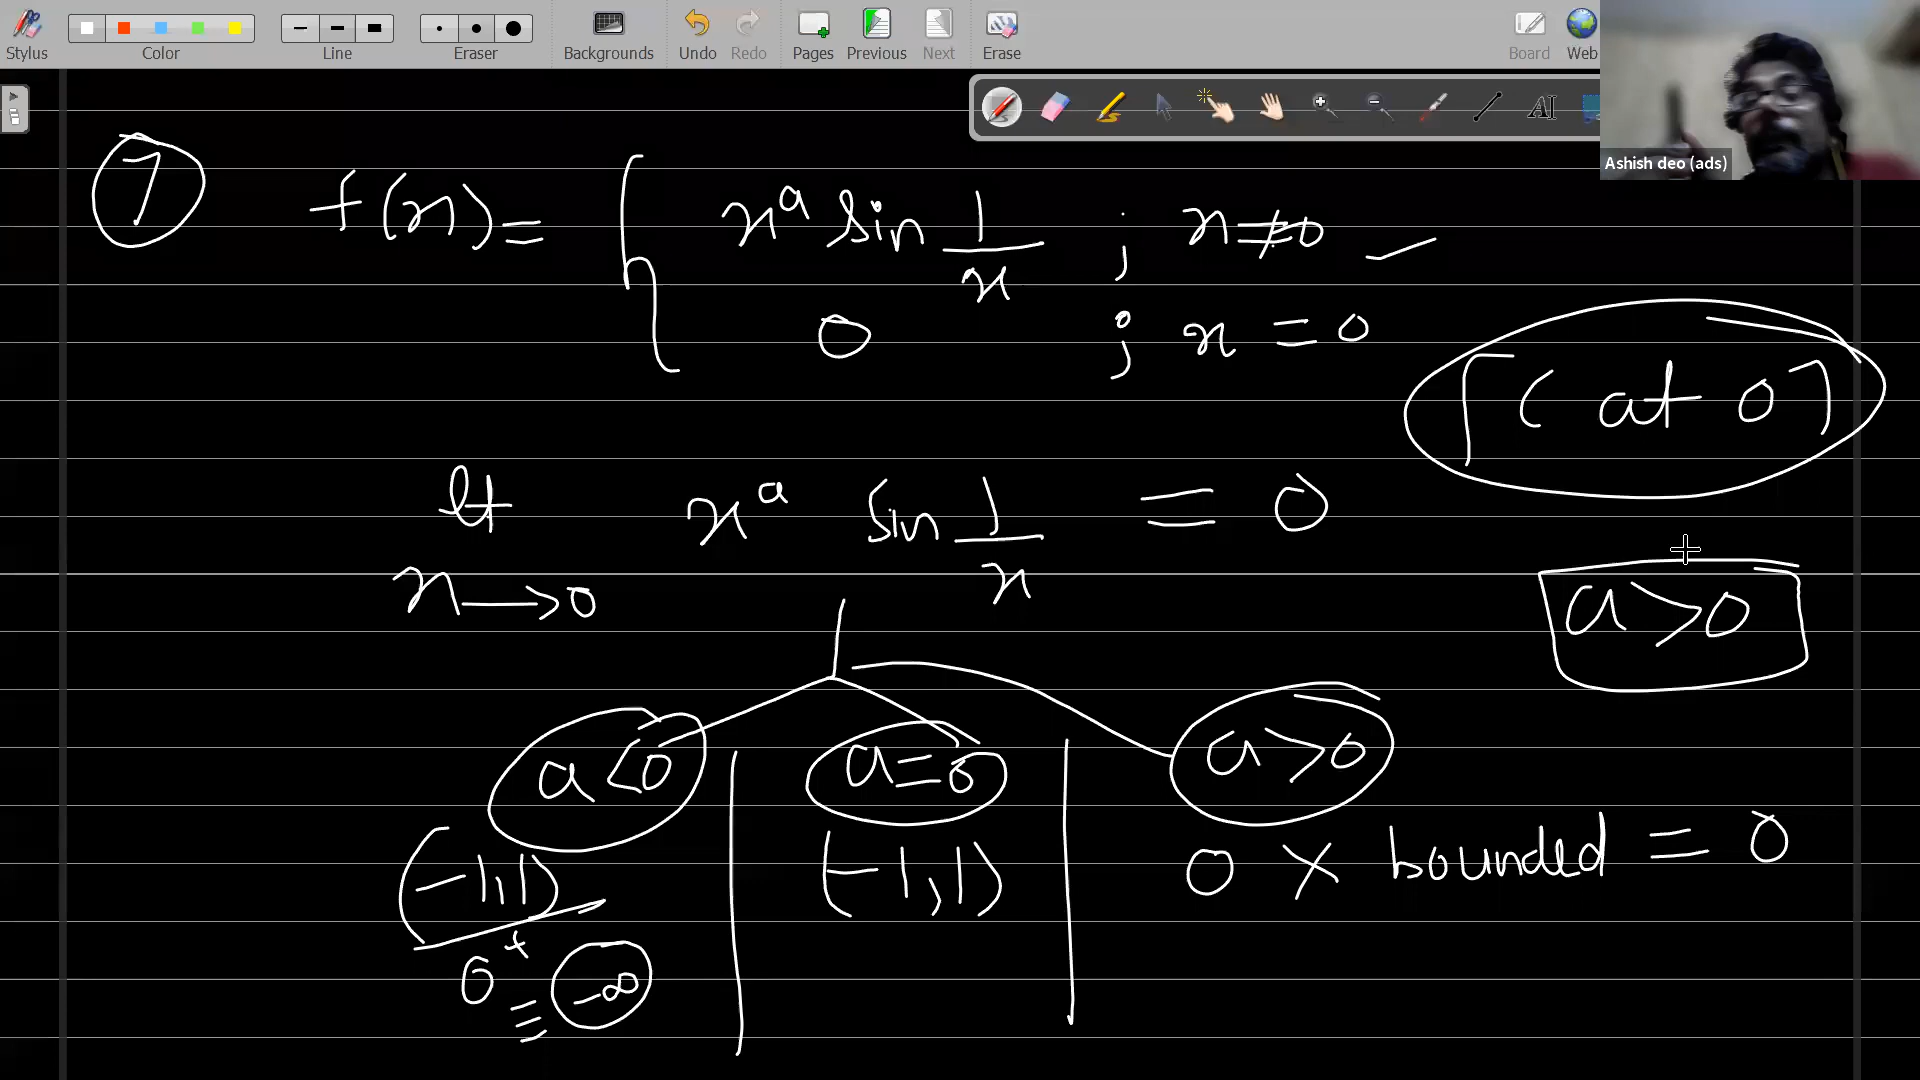 Stylus Color Line Eraser Backgrounds Undo Redo Pages Previous Next Erase Board Web
AI
Ashish deo (ads)
7 f(x) = { x^a sin 1/x ; x ≠ 0
0 ; x = 0
(at 0)
lt x→0 x^a sin 1/x = 0
a > 0
a < 0 a = 0 a > 0
(-1,1)/0+ = -∞ (-1,1) 0 × bounded = 0